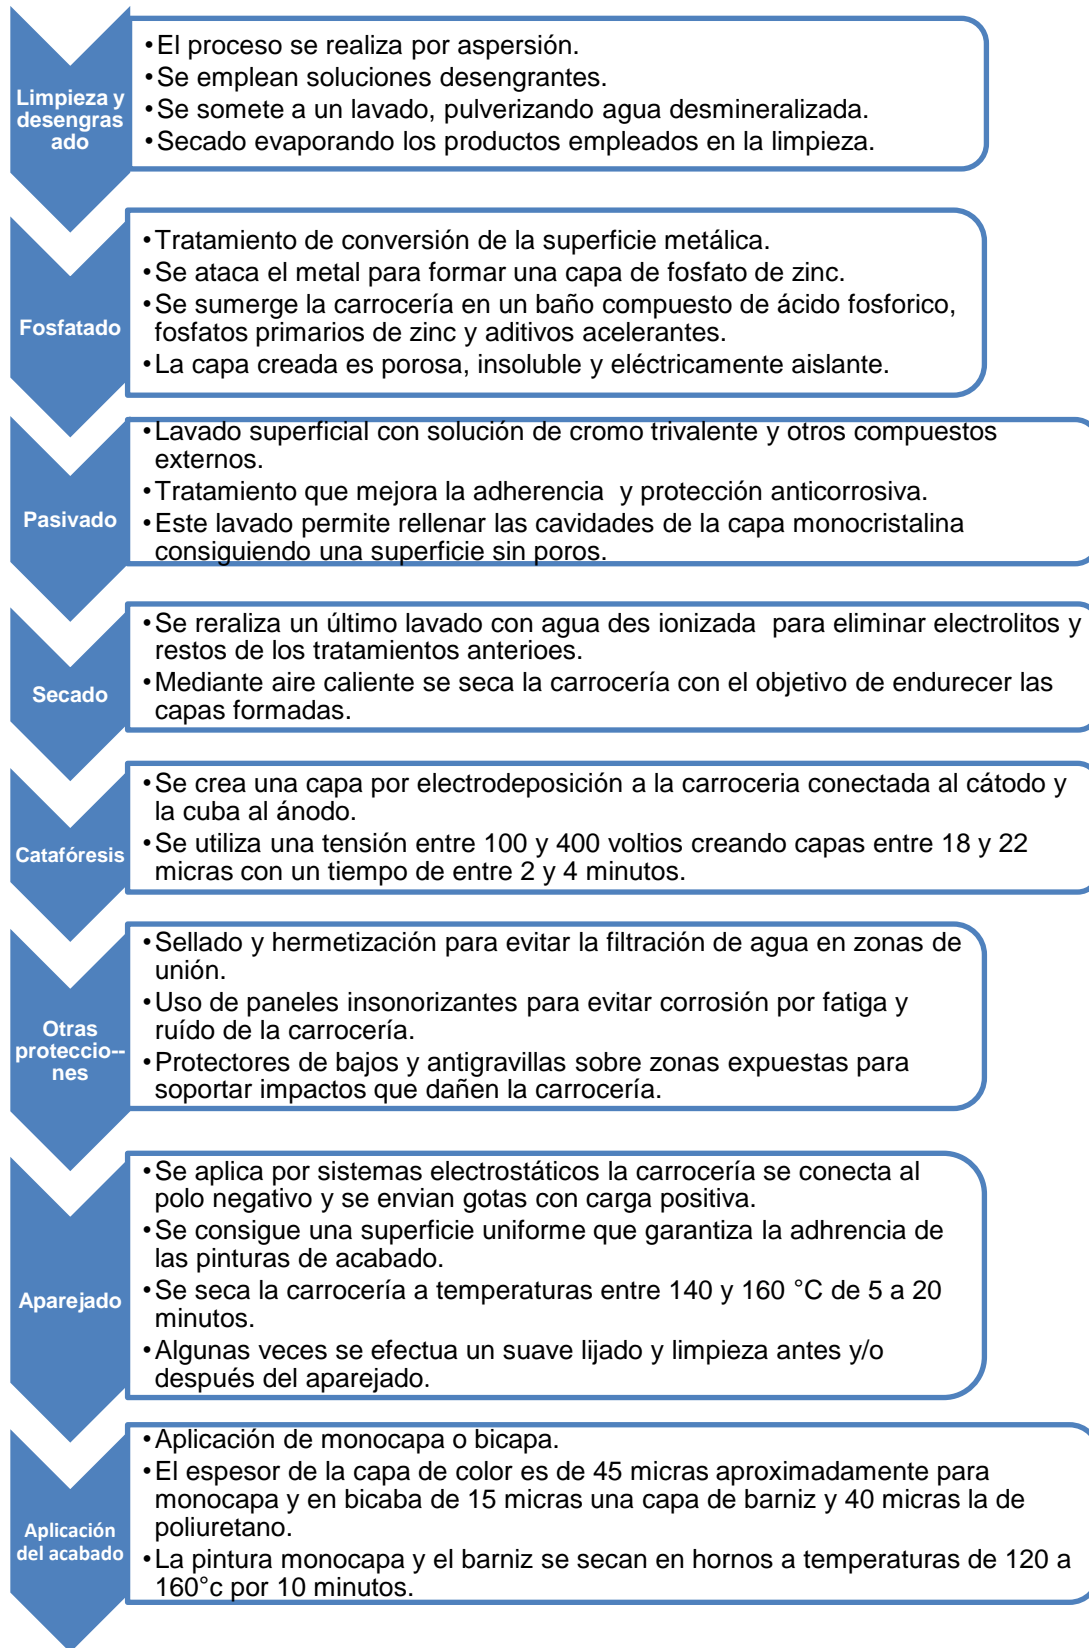 Limpieza y
desengras
ado
•El proceso se realiza por aspersión.
•Se emplean soluciones desengrantes.
•Se somete a un lavado, pulverizando agua desmineralizada.
•Secado evaporando los productos empleados en la limpieza.
Fosfatado
•Tratamiento de conversión de la superficie metálica.
•Se ataca el metal para formar una capa de fosfato de zinc.
•Se sumerge la carrocería en un baño compuesto de ácido fosforico,
fosfatos primarios de zinc y aditivos acelerantes.
•La capa creada es porosa, insoluble y eléctricamente aislante.
Pasivado
•Lavado superficial con solución de cromo trivalente y otros compuestos
externos.
•Tratamiento que mejora la adherencia  y protección anticorrosiva.
•Este lavado permite rellenar las cavidades de la capa monocristalina
consiguiendo una superficie sin poros.
Secado
•Se reraliza un último lavado con agua des ionizada  para eliminar electrolitos y
restos de los tratamientos anterioes.
•Mediante aire caliente se seca la carrocería con el objetivo de endurecer las
capas formadas.
Catafóresis
•Se crea una capa por electrodeposición a la carroceria conectada al cátodo y
la cuba al ánodo.
•Se utiliza una tensión entre 100 y 400 voltios creando capas entre 18 y 22
micras con un tiempo de entre 2 y 4 minutos.
Otras
proteccio--
nes
•Sellado y hermetización para evitar la filtración de agua en zonas de
unión.
•Uso de paneles insonorizantes para evitar corrosión por fatiga y
ruído de la carrocería.
•Protectores de bajos y antigravillas sobre zonas expuestas para
soportar impactos que dañen la carrocería.
Aparejado
•Se aplica por sistemas electrostáticos la carrocería se conecta al
polo negativo y se envian gotas con carga positiva.
•Se consigue una superficie uniforme que garantiza la adhrencia de
las pinturas de acabado.
•Se seca la carrocería a temperaturas entre 140 y 160 °C de 5 a 20
minutos.
•Algunas veces se efectua un suave lijado y limpieza antes y/o
después del aparejado.
Aplicación
del acabado
•Aplicación de monocapa o bicapa.
•El espesor de la capa de color es de 45 micras aproximadamente para
monocapa y en bicaba de 15 micras una capa de barniz y 40 micras la de
poliuretano.
•La pintura monocapa y el barniz se secan en hornos a temperaturas de 120 a
160°c por 10 minutos.